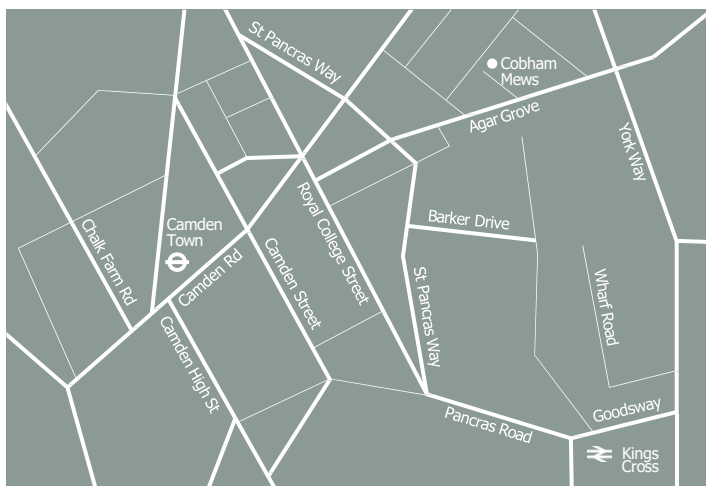 St Pancras Way
Cobham
Mews
Agar Grove
York Way
Royal College Street
Barker Drive
Chalk Farm Rd
Camden
Town
Camden Rd
Camden Street
St Pancras Way
Wharf Road
Camden High St
Pancras Road
Goodsway
Kings
Cross